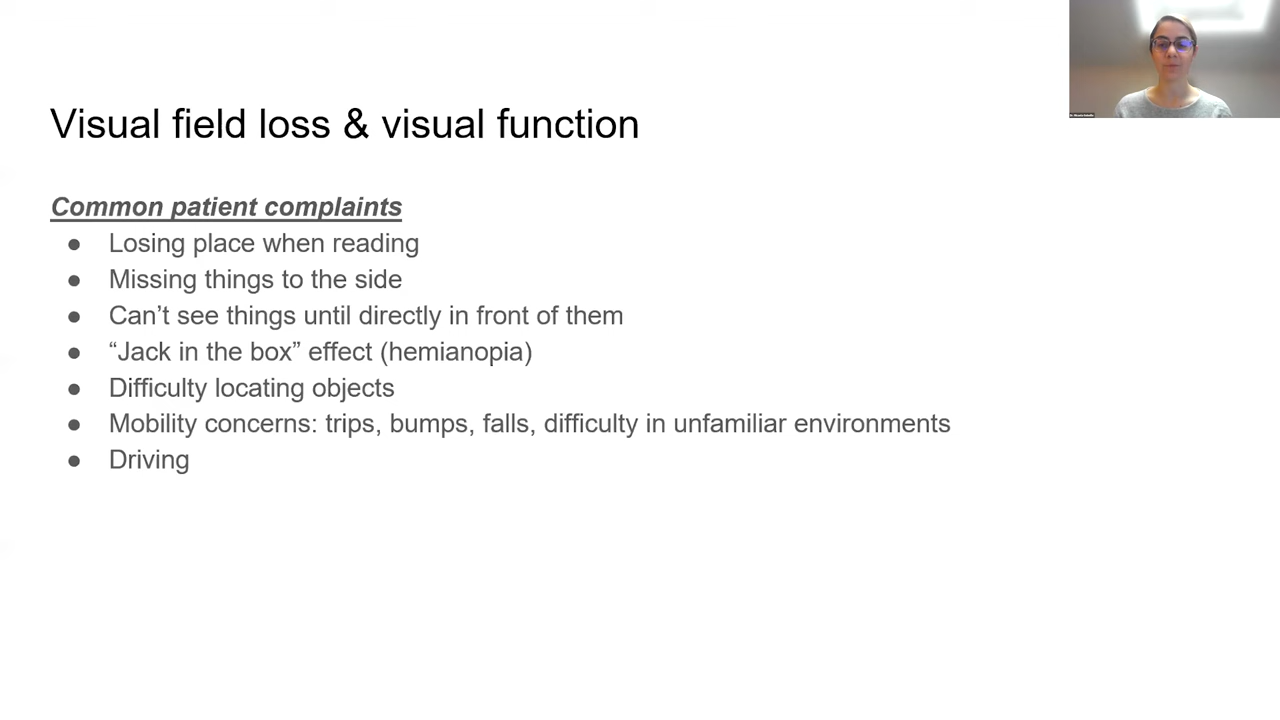 Visual field loss & visual function
Common patient complaints
● Losing place when reading
● Missing things to the side
● Can’t see things until directly in front of them
● “Jack in the box” effect (hemianopia)
● Difficulty locating objects
● Mobility concerns: trips, bumps, falls, difficulty in unfamiliar environments
● Driving